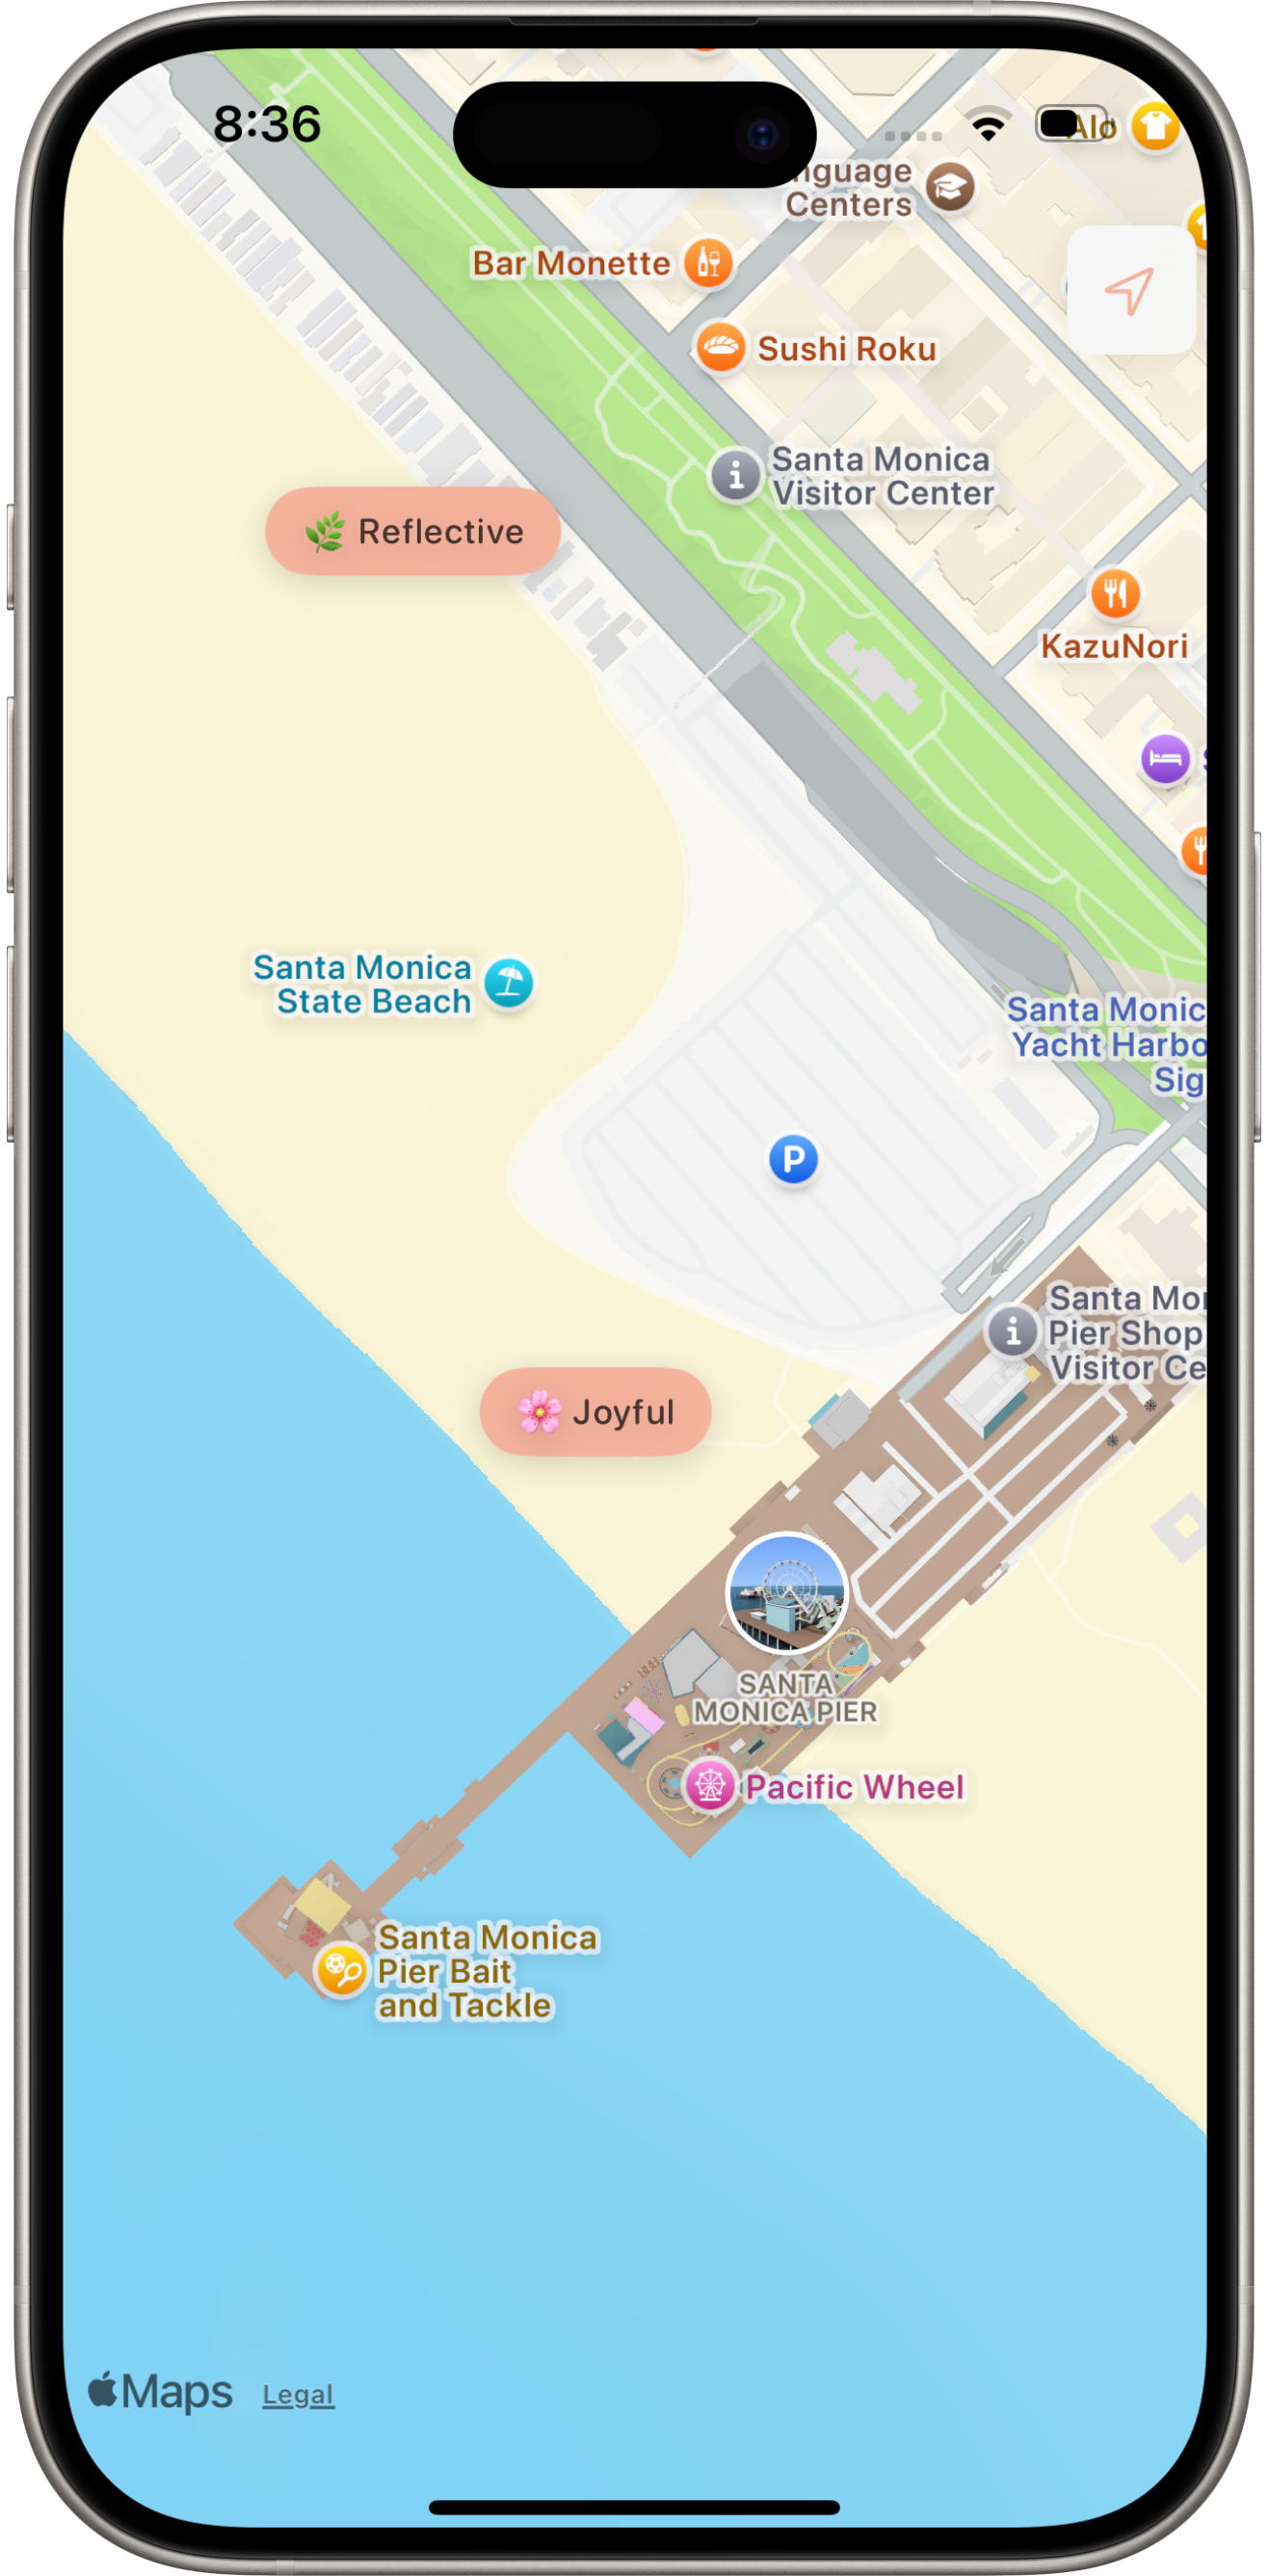 8:36
Alo
nguage
Centers
Bar Monette
Sushi Roku
Santa Monica
Visitor Center
🌿 Reflective
KazuNori
Santa Monica
State Beach
Santa Monic
Yacht Harbo
Sig
P
Santa Mo
Pier Shop
Visitor Ce
🌸 Joyful
SANTA
MONICA PIER
Pacific Wheel
Santa Monica
Pier Bait
and Tackle
Maps Legal